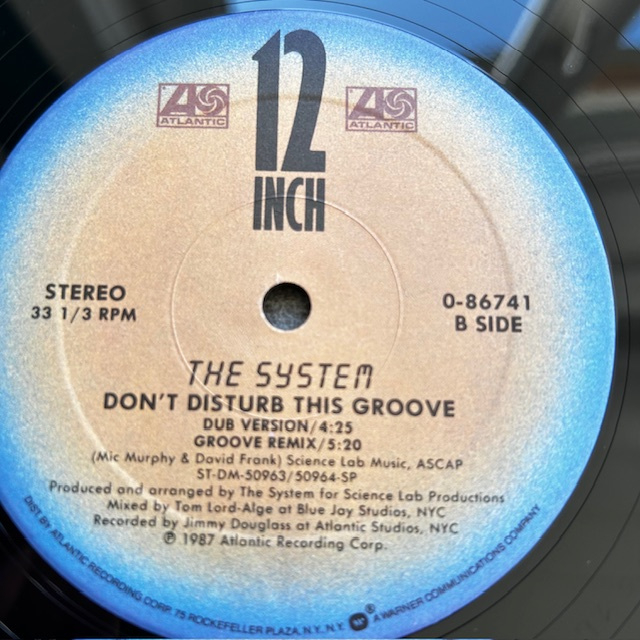 12
INCH
ATLANTIC
ATLANTIC
STEREO
33 1/3 RPM
0-86741
B SIDE
THE SYSTEM
DON'T DISTURB THIS GROOVE
DUB VERSION/4:25
GROOVE REMIX/5:20
(Mic Murphy & David Frank) Science Lab Music, ASCAP
ST-DM-50963/50964-SP
Produced and arranged by The System for Science Lab Productions
Mixed by Tom Lord-Alge at Blue Jay Studios, NYC
Recorded by Jimmy Douglass at Atlantic Studios, NYC
℗ 1987 Atlantic Recording Corp.
DIST. BY ATLANTIC RECORDING CORP. 75 ROCKEFELLER PLAZA, N.Y., N.Y. ® A WARNER COMMUNICATIONS COMPANY